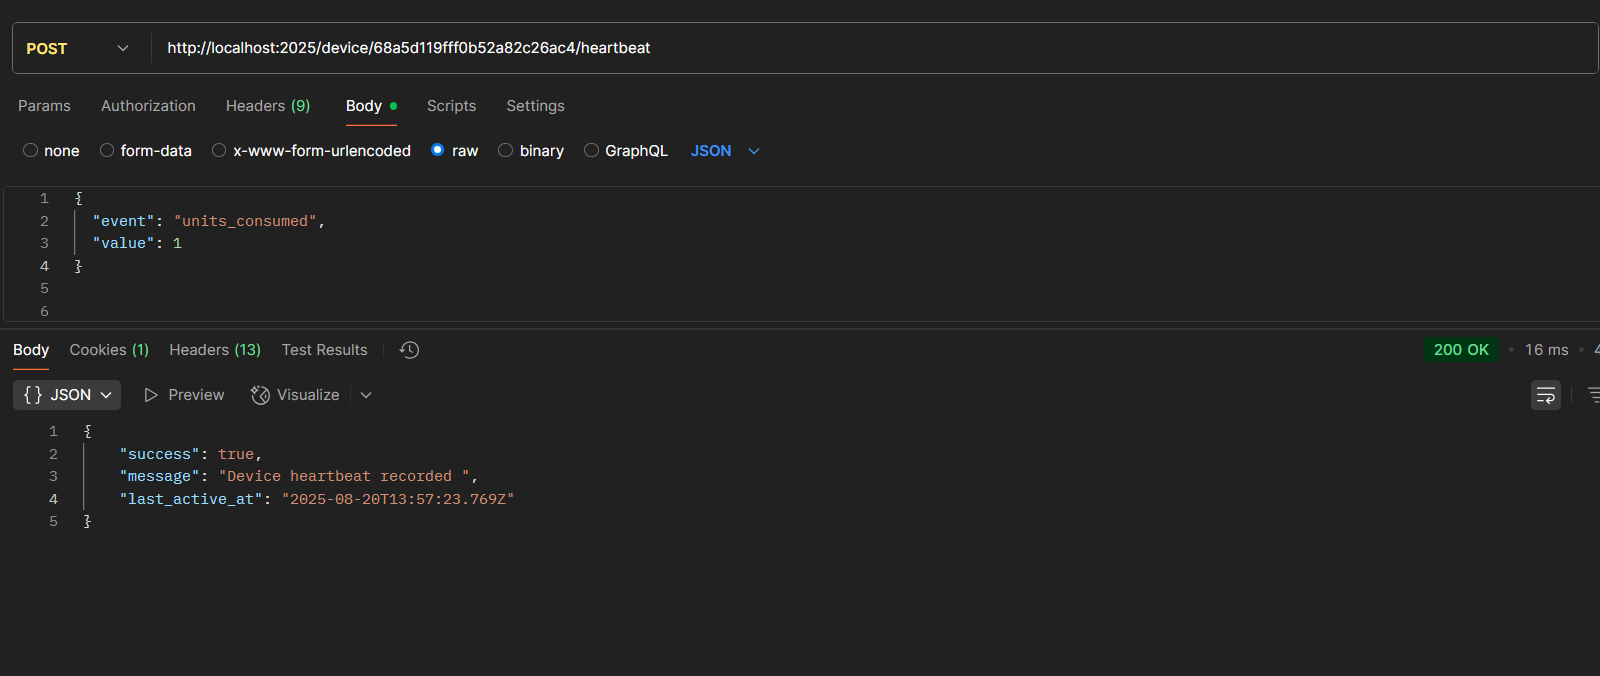 POST http://localhost:2025/device/68a5d119fff0b52a82c26ac4/heartbeat
Params Authorization Headers (9) Body Scripts Settings
none form-data x-www-form-urlencoded raw binary GraphQL JSON
1 {
2 "event": "units_consumed",
3 "value": 1
4 }
5
6
Body Cookies (1) Headers (13) Test Results 200 OK • 16 ms •
{} JSON Preview Visualize
1 {
2 "success": true,
3 "message": "Device heartbeat recorded ",
4 "last_active_at": "2025-08-20T13:57:23.769Z"
5 }